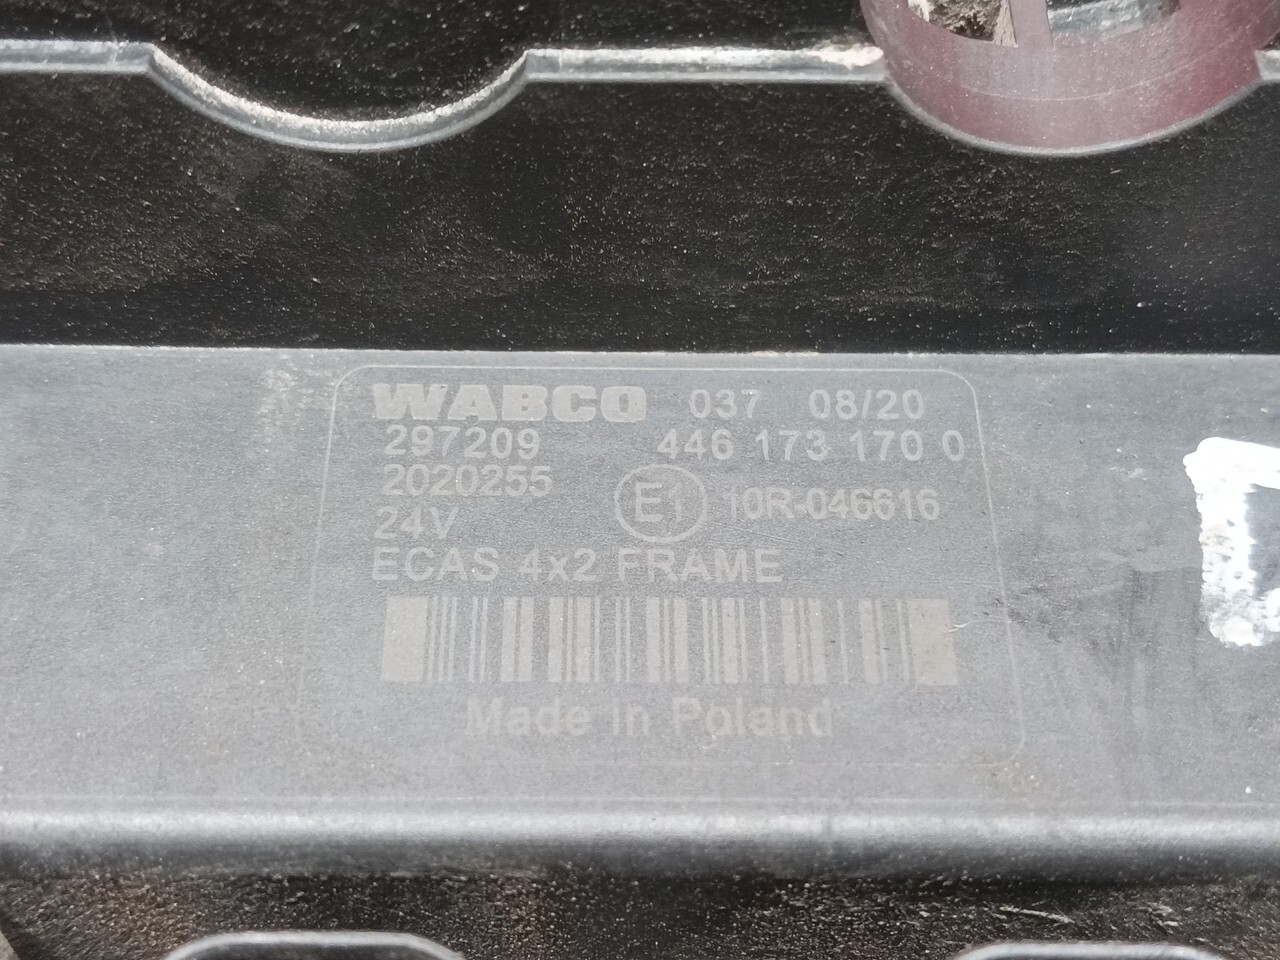 WABCO 037 08/20
297209 446 173 170 0
2020255
24V E1 10R-046616
ECAS 4x2 FRAME
Made in Poland